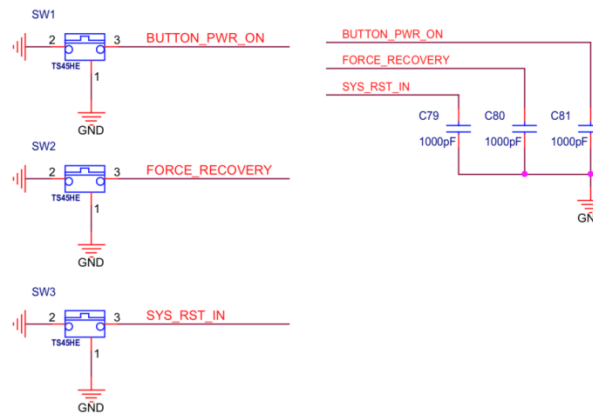 SW1
2
3
BUTTON_PWR_ON
TS45HE
1
GND
SW2
2
3
FORCE_RECOVERY
TS45HE
1
GND
SW3
2
3
SYS_RST_IN
TS45HE
1
GND
BUTTON_PWR_ON
FORCE_RECOVERY
SYS_RST_IN
C79
C80
C81
1000pF
1000pF
1000pF
GN